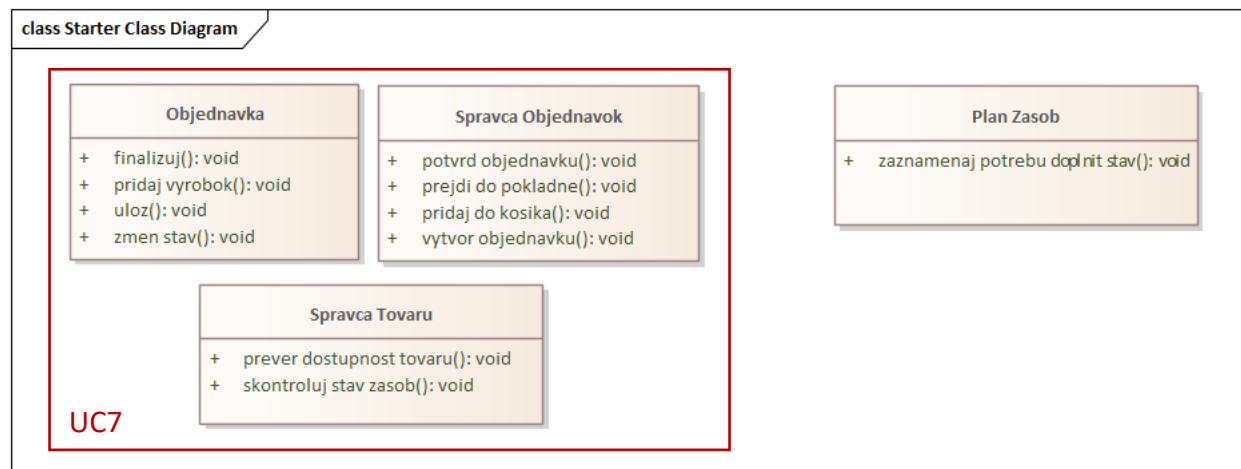 class Starter Class Diagram
Objednavka
+ finalizuj(): void
+ pridaj vyrobok(): void
+ uloz(): void
+ zmen stav(): void
Spravca Objednavok
+ potvrd objednavku(): void
+ prejdi do pokladne(): void
+ pridaj do kosika(): void
+ vytvor objednavku(): void
Plan Zasob
+ zaznamenaj potrebu doplnit stav(): void
Spravca Tovaru
+ prever dostupnost tovaru(): void
+ skontroluj stav zasob(): void
UC7